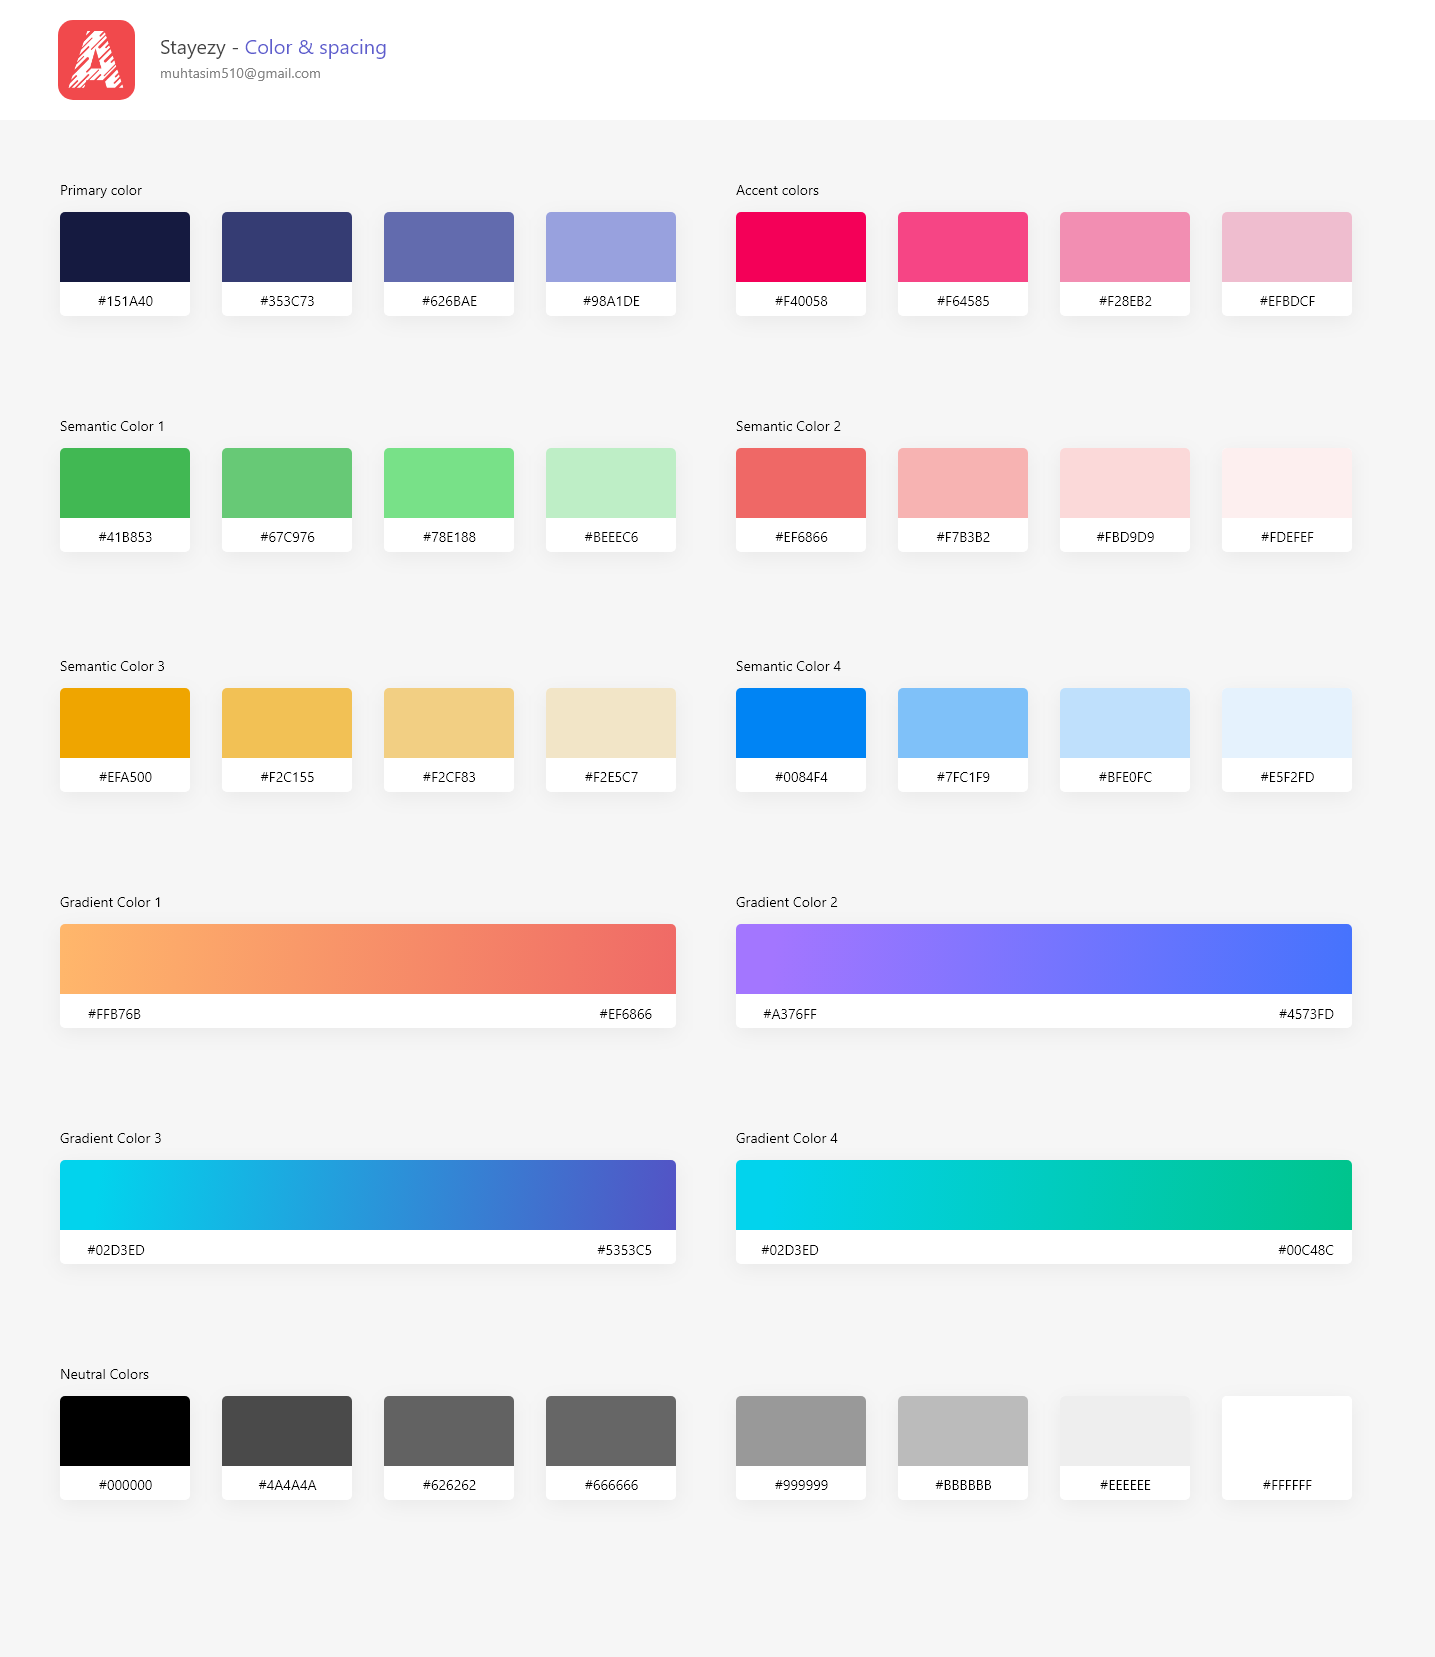 A
Stayezy - Color & spacing
muhtasim510@gmail.com
Primary color
#151A40 #353C73 #626BAE #98A1DE
Accent colors
#F40058 #F64585 #F28EB2 #EFBDCF
Semantic Color 1
#41B853 #67C976 #78E188 #BEEEC6
Semantic Color 2
#EF6866 #F7B3B2 #FBD9D9 #FDEFEF
Semantic Color 3
#EFA500 #F2C155 #F2CF83 #F2E5C7
Semantic Color 4
#0084F4 #7FC1F9 #BFE0FC #E5F2FD
Gradient Color 1
#FFB76B #EF6866
Gradient Color 2
#A376FF #4573FD
Gradient Color 3
#02D3ED #5353C5
Gradient Color 4
#02D3ED #00C48C
Neutral Colors
#000000 #4A4A4A #626262 #666666 #999999 #BBBBBB #EEEEEE #FFFFFF